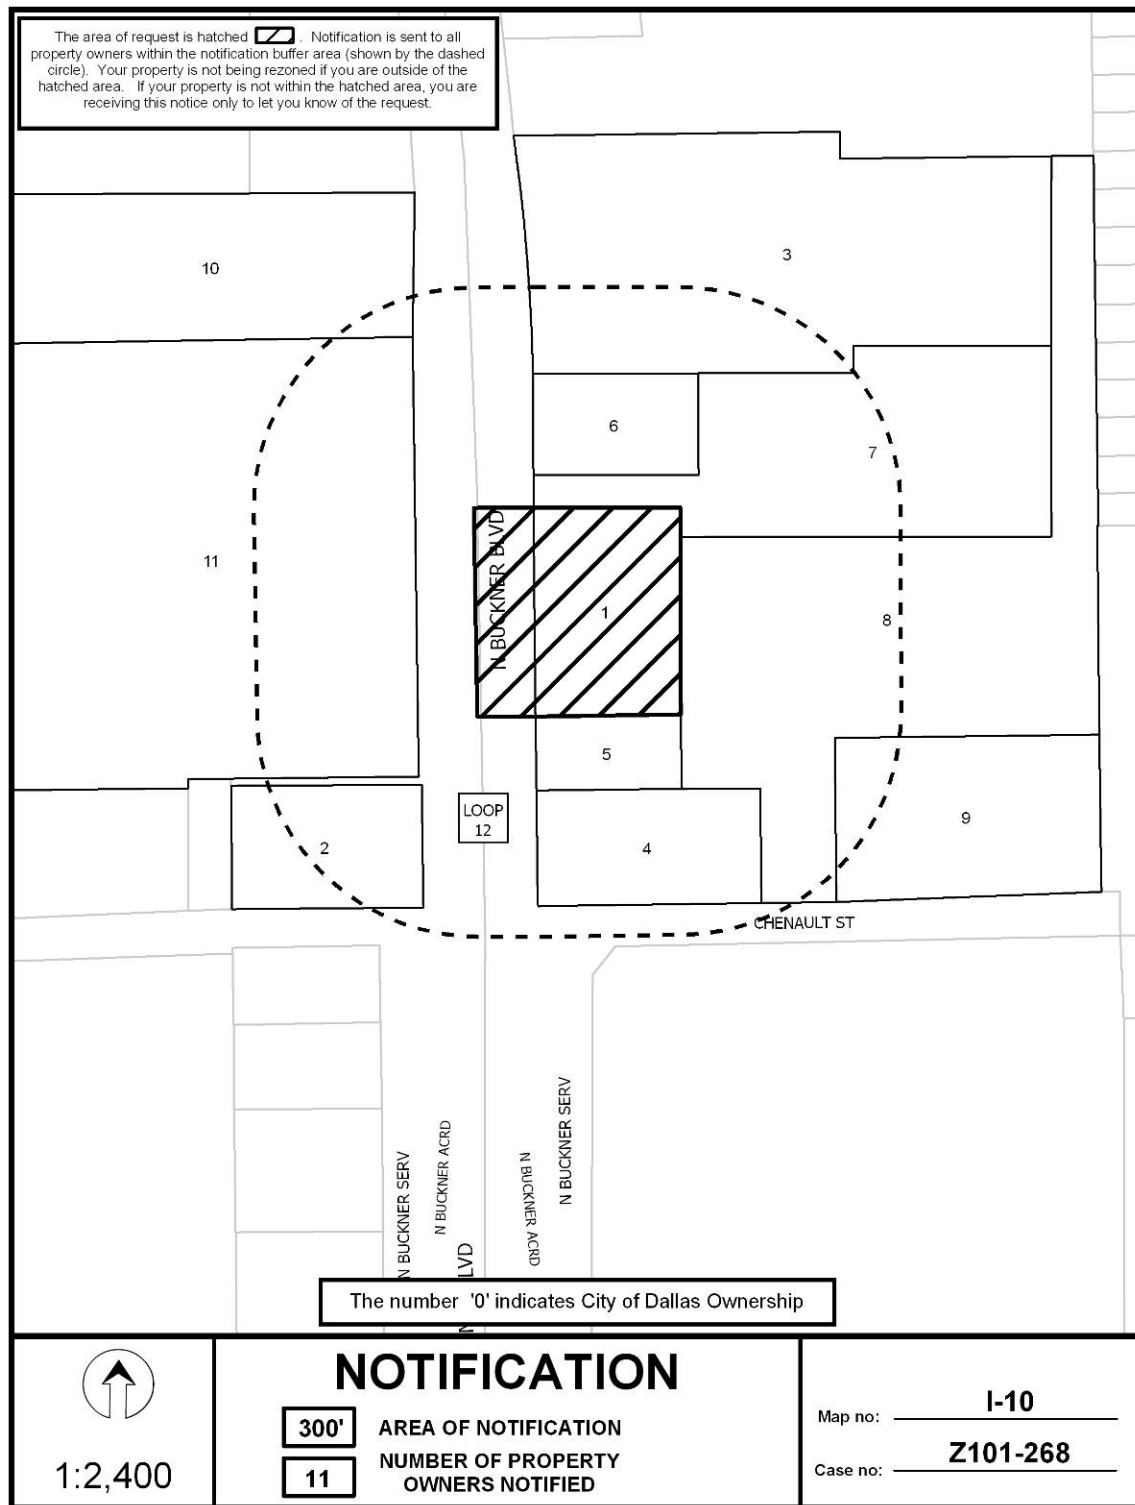 The area of request is hatched . Notification is sent to all
property owners within the notification buffer area (shown by the dashed
circle). Your property is not being rezoned if you are outside of the
hatched area. If your property is not within the hatched area, you are
receiving this notice only to let you know of the request.
10
3
6
7
11
N BUCKNER BLVD
1
8
5
LOOP
12
2
4
9
CHENAULT ST
N BUCKNER SERV
N BUCKNER ACRD
LVD
N BUCKNER ACRD
N BUCKNER SERV
The number '0' indicates City of Dallas Ownership
1:2,400
NOTIFICATION
300' AREA OF NOTIFICATION
11 NUMBER OF PROPERTY
OWNERS NOTIFIED
Map no: I-10
Case no: Z101-268